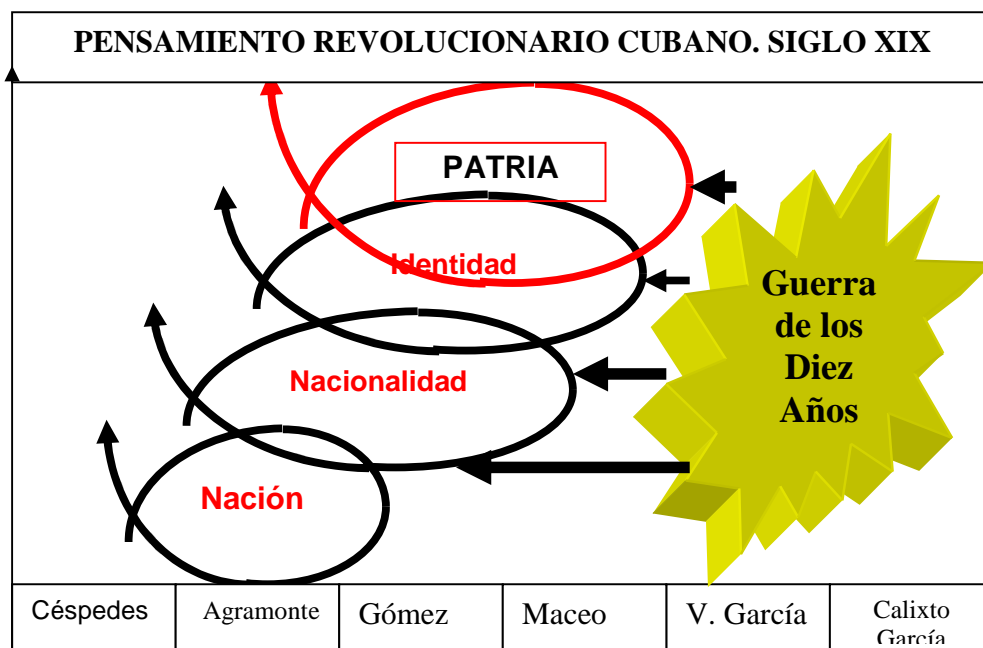 PENSAMIENTO REVOLUCIONARIO CUBANO. SIGLO XIX
PATRIA
Identidad
Nacionalidad
Nación
Guerra
de los
Diez
Años
Céspedes
Agramonte
Gómez
Maceo
V. García
Calixto
García